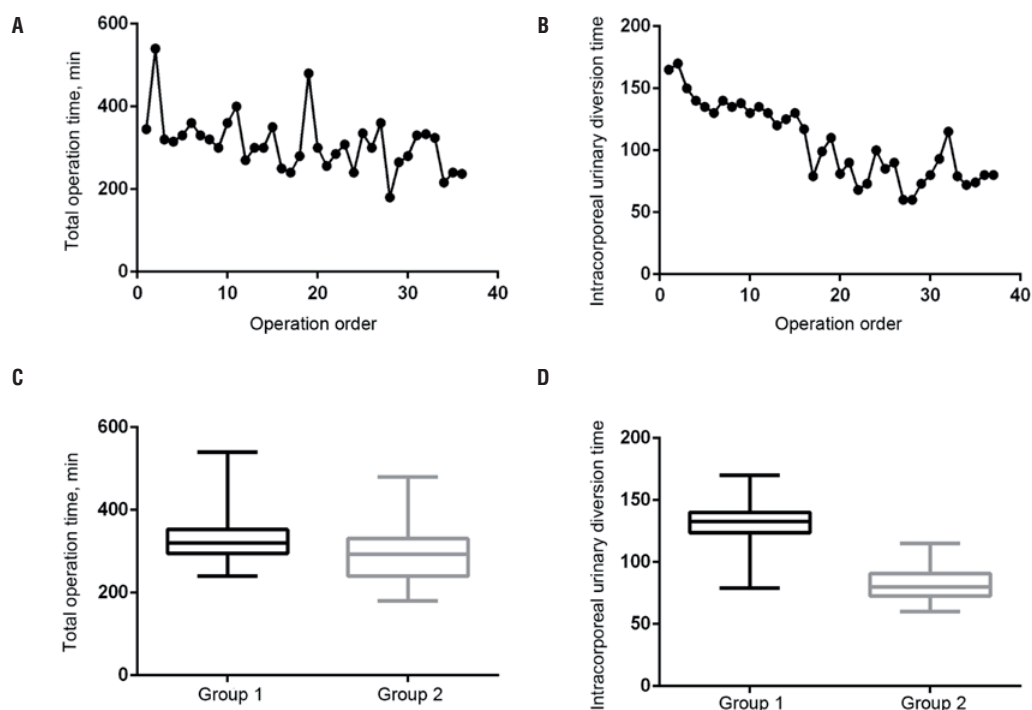 A
Total operation time, min
600
400
200
0
0 10 20 30 40
Operation order
B
Intracorporeal urinary diversion time
200
150
100
50
0
0 10 20 30 40
Operation order
C
Total operation time, min
600
400
200
0
Group 1 Group 2
D
Intracorporeal urinary diversion time
200
150
100
50
0
Group 1 Group 2